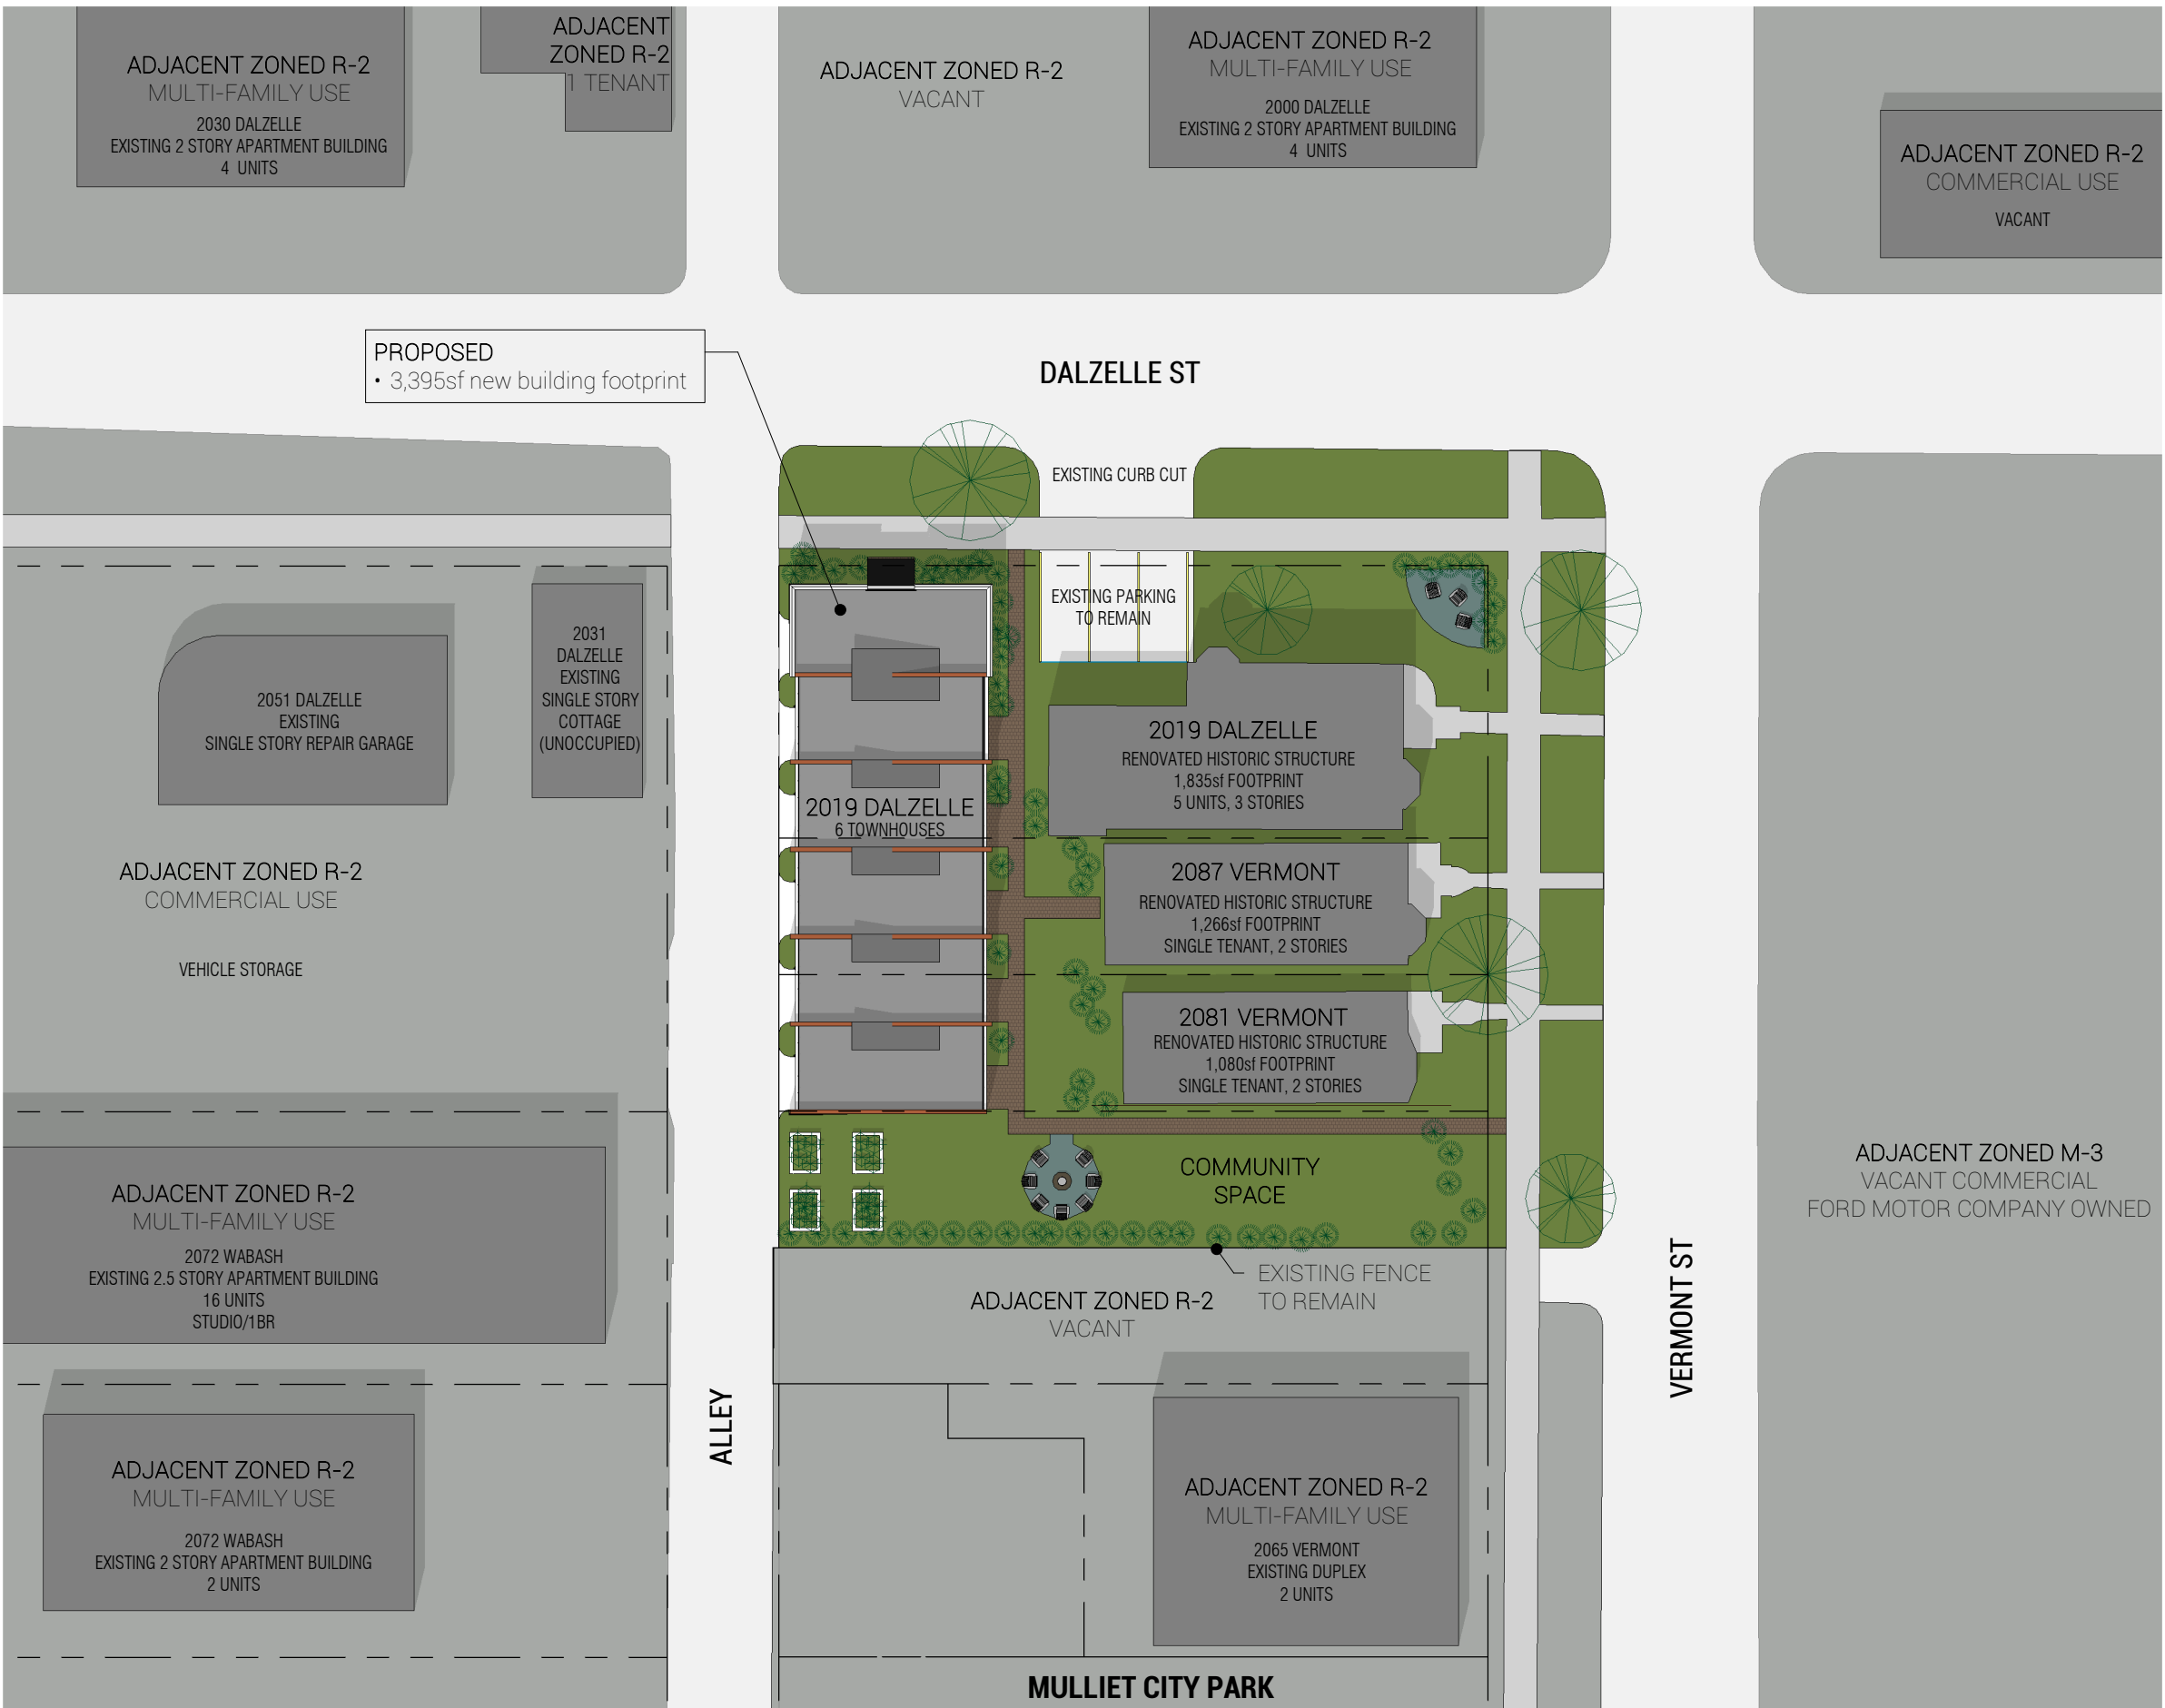 ADJACENT ZONED R-2
MULTI-FAMILY USE
2030 DALZELLE
EXISTING 2 STORY APARTMENT BUILDING
4 UNITS
ADJACENT
ZONED R-2
1 TENANT
ADJACENT ZONED R-2
VACANT
ADJACENT ZONED R-2
MULTI-FAMILY USE
2000 DALZELLE
EXISTING 2 STORY APARTMENT BUILDING
4 UNITS
ADJACENT ZONED R-2
COMMERCIAL USE
VACANT
PROPOSED
• 3,395sf new building footprint
DALZELLE ST
EXISTING CURB CUT
EXISTING PARKING
TO REMAIN
2051 DALZELLE
EXISTING
SINGLE STORY REPAIR GARAGE
2031
DALZELLE
EXISTING
SINGLE STORY
COTTAGE
(UNOCCUPIED)
2019 DALZELLE
6 TOWNHOUSES
2019 DALZELLE
RENOVATED HISTORIC STRUCTURE
1,835sf FOOTPRINT
5 UNITS, 3 STORIES
ADJACENT ZONED R-2
COMMERCIAL USE
VEHICLE STORAGE
2087 VERMONT
RENOVATED HISTORIC STRUCTURE
1,266sf FOOTPRINT
SINGLE TENANT, 2 STORIES
2081 VERMONT
RENOVATED HISTORIC STRUCTURE
1,080sf FOOTPRINT
SINGLE TENANT, 2 STORIES
COMMUNITY
SPACE
ADJACENT ZONED M-3
VACANT COMMERCIAL
FORD MOTOR COMPANY OWNED
ADJACENT ZONED R-2
MULTI-FAMILY USE
2072 WABASH
EXISTING 2.5 STORY APARTMENT BUILDING
16 UNITS
STUDIO/1BR
EXISTING FENCE
TO REMAIN
ADJACENT ZONED R-2
VACANT
VERMONT ST
ALLEY
ADJACENT ZONED R-2
MULTI-FAMILY USE
2072 WABASH
EXISTING 2 STORY APARTMENT BUILDING
2 UNITS
ADJACENT ZONED R-2
MULTI-FAMILY USE
2065 VERMONT
EXISTING DUPLEX
2 UNITS
MULLIET CITY PARK